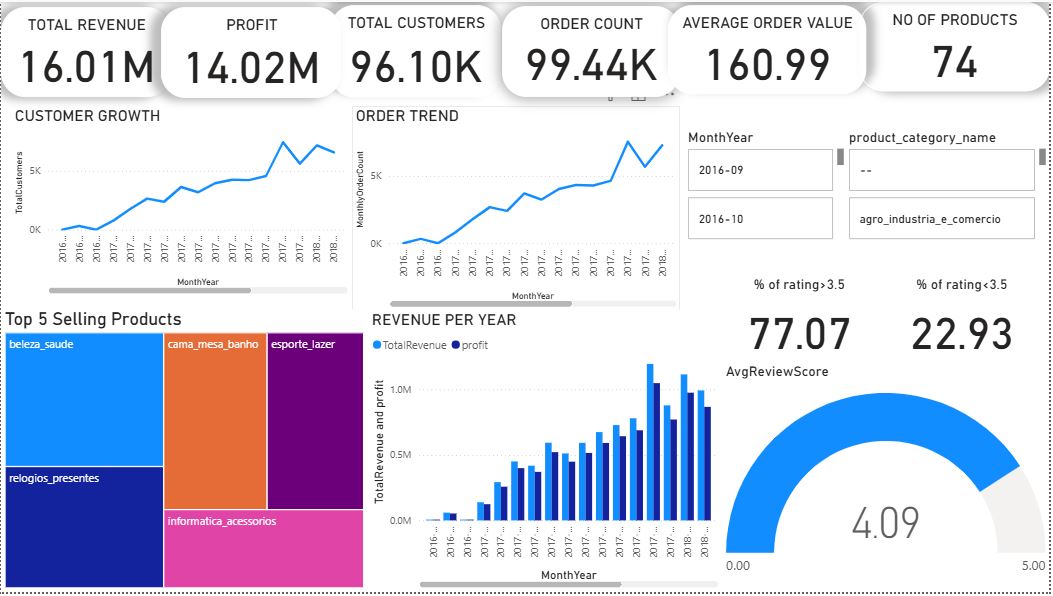 TOTAL REVENUE
16.01M
PROFIT
14.02M
TOTAL CUSTOMERS
96.10K
ORDER COUNT
99.44K
AVERAGE ORDER VALUE
160.99
NO OF PRODUCTS
74
CUSTOMER GROWTH
TotalCustomers
5K
0K
2016...
2016...
2016...
2017...
2017...
2017...
2017...
2017...
2017...
2017...
2017...
2017...
2017...
2017...
2017...
2018...
2018...
MonthYear
ORDER TREND
MonthlyOrderCount
5K
0K
2016...
2016...
2016...
2017...
2017...
2017...
2017...
2017...
2017...
2017...
2017...
2017...
2017...
2017...
2017...
2018...
MonthYear
MonthYear
2016-09
2016-10
product_category_name
--
agro_industria_e_comercio
% of rating>3.5
77.07
% of rating<3.5
22.93
Top 5 Selling Products
beleza_saude
relogios_presentes
cama_mesa_banho
esporte_lazer
informatica_acessorios
REVENUE PER YEAR
TotalRevenue profit
TotalRevenue and profit
1.0M
0.5M
0.0M
2016-...
2016-...
2016-...
2017-...
2017-...
2017-...
2017-...
2017-...
2017-...
2017-...
2017-...
2017-...
2017-...
2017-...
2017-...
2018-...
2018-...
MonthYear
AvgReviewScore
4.09
0.00
5.00